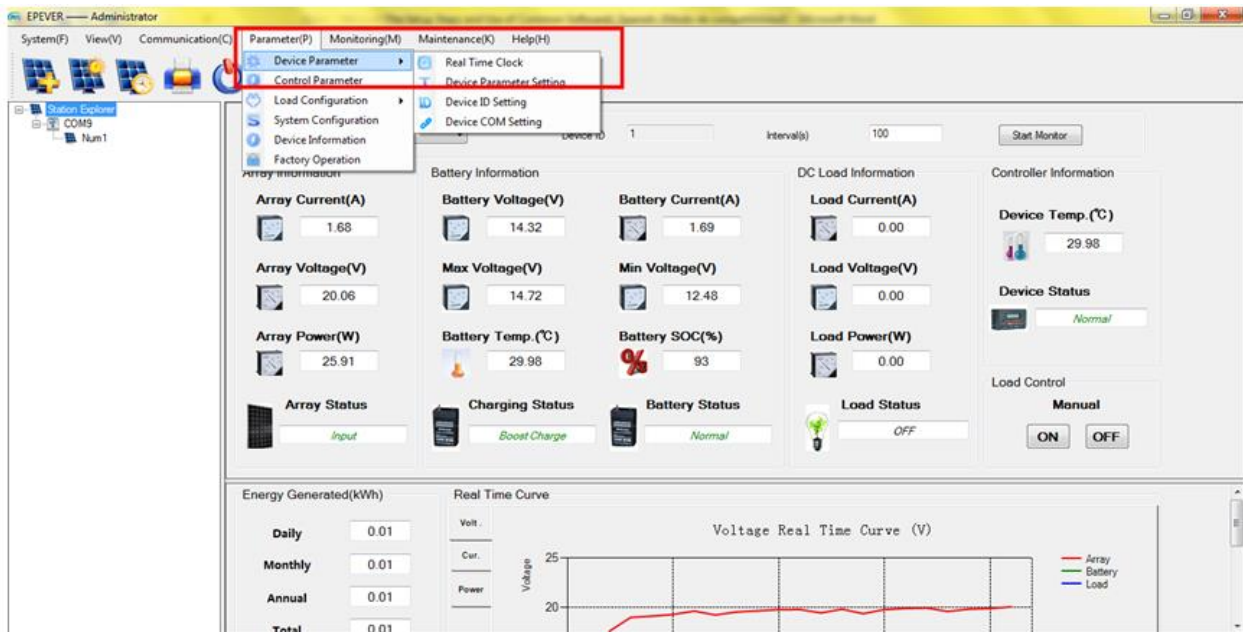 EPEVER —— Administrator
System(F) View(V) Communication(C) Parameter(P) Monitoring(M) Maintenance(K) Help(H)
Device Parameter
Control Parameter
Load Configuration
System Configuration
Device Information
Factory Operation
Real Time Clock
Device Parameter Setting
Device ID Setting
Device COM Setting
Station Explorer
COM9
Num1
Device ID 1 Interval(s) 100 Start Montor
Array Information Battery Information DC Load Information Controller Information
Array Current(A) Battery Voltage(V) Battery Current(A) Load Current(A) Device Temp.(℃)
1.68 14.32 1.69 0.00 29.98
Array Voltage(V) Max Voltage(V) Min Voltage(V) Load Voltage(V) Device Status
20.06 14.72 12.48 0.00 Normal
Array Power(W) Battery Temp.(℃) Battery SOC(%) Load Power(W)
25.91 29.98 93 0.00
Load Control
Array Status Charging Status Battery Status Load Status Manual
Input Boost Charge Normal OFF ON OFF
Energy Generated(kWh) Real Time Curve
Daily 0.01
Monthly 0.01
Annual 0.01
Total 0.01
Volt .
Cur.
Power
Voltage Real Time Curve (V)
Voltage
25
20
Array
Battery
Load